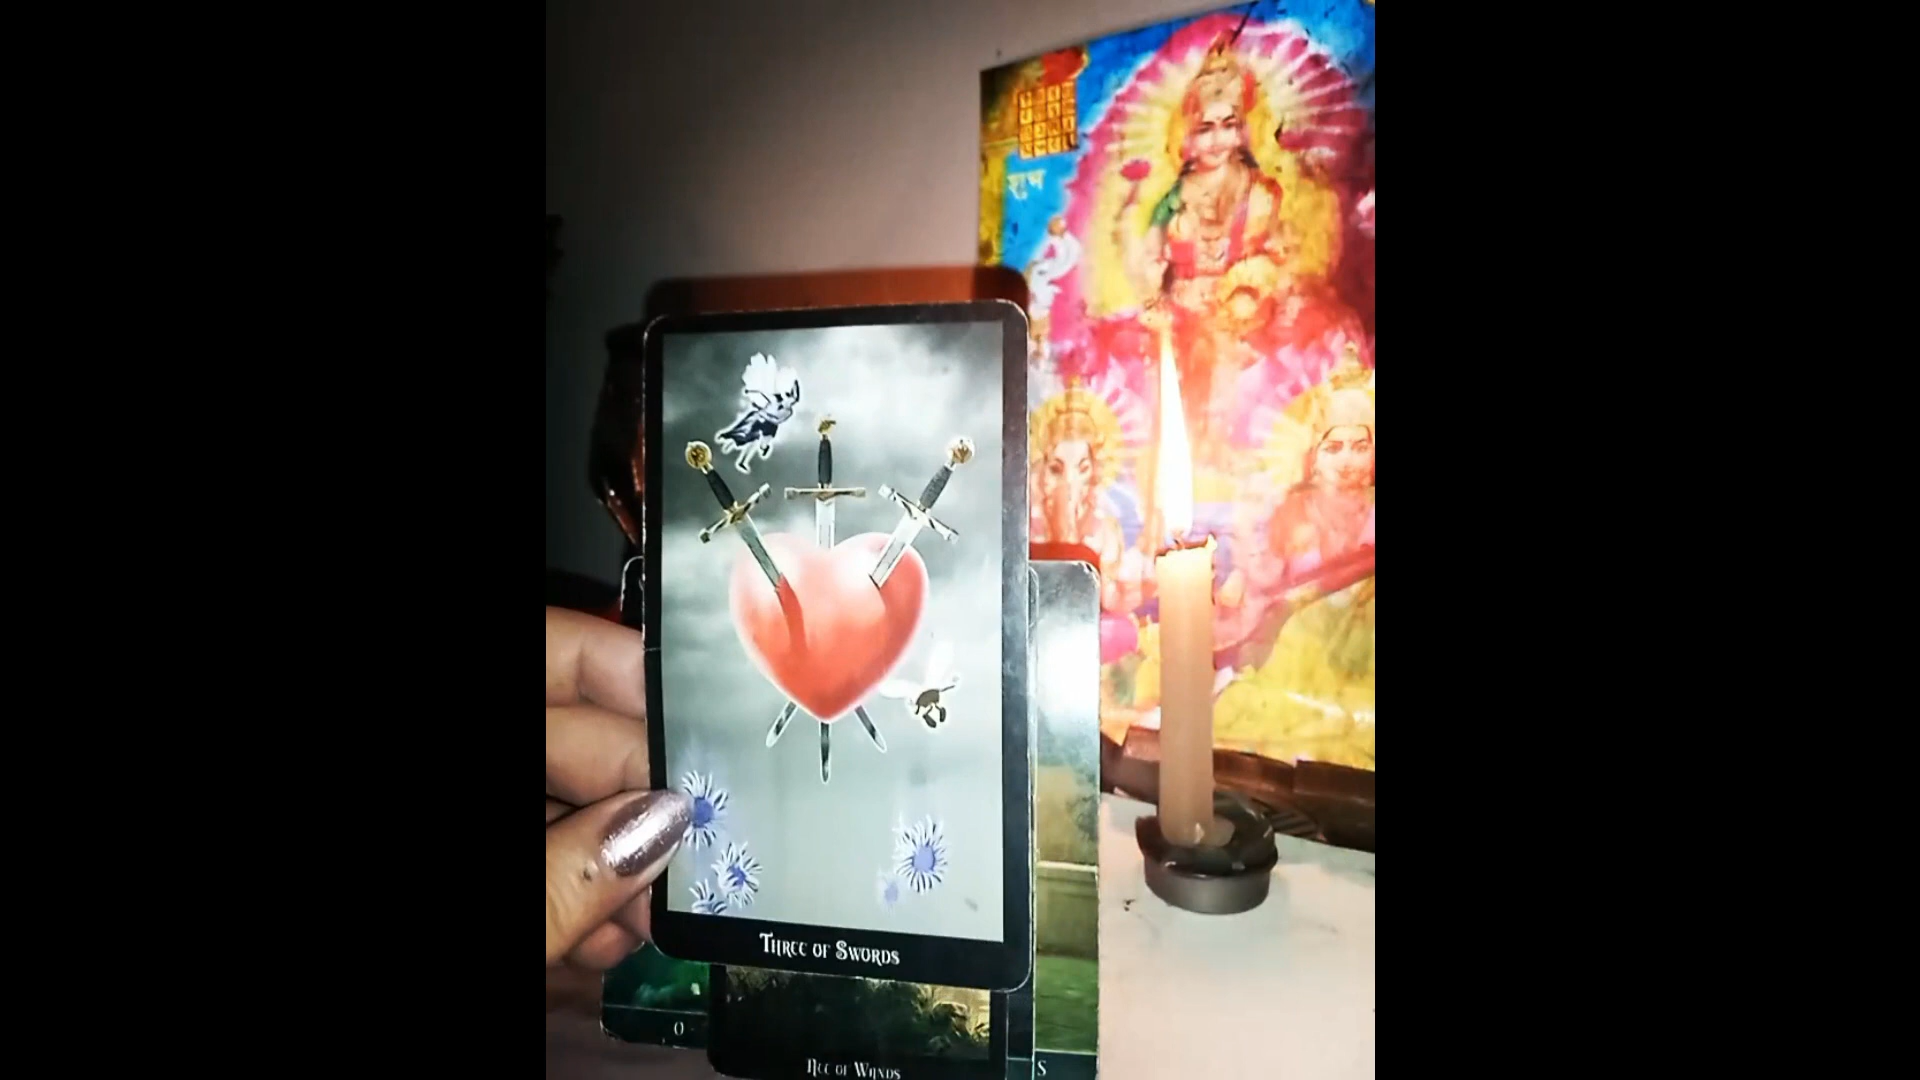 शुभ
THREE OF SWORDS
O
ACE OF WANDS
S